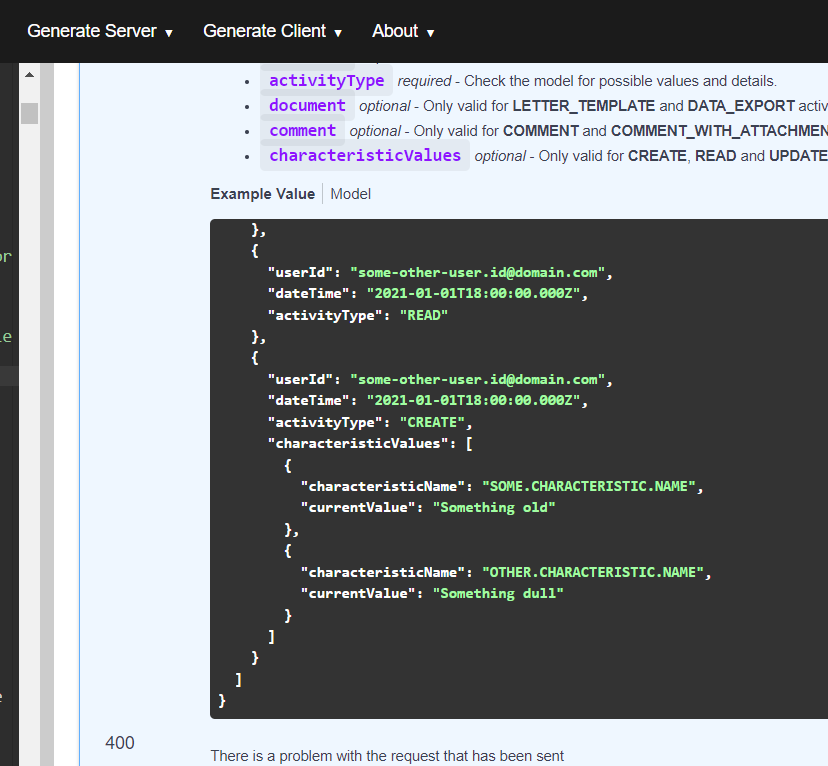 Generate Server ▾ Generate Client ▾ About ▾
activityType required - Check the model for possible values and details.
document optional - Only valid for LETTER_TEMPLATE and DATA_EXPORT
comment optional - Only valid for COMMENT and
characteristicValues optional - Only valid for CREATE, READ and UPDATE
Example Value Model
},
{
"userId": "some-other-user.id@domain.com",
"dateTime": "2021-01-01T18:00:00.000Z",
"activityType": "READ"
},
{
"userId": "some-other-user.id@domain.com",
"dateTime": "2021-01-01T18:00:00.000Z",
"activityType": "CREATE",
"characteristicValues": [
{
"characteristicName": "SOME.CHARACTERISTIC.NAME",
"currentValue": "Something old"
},
{
"characteristicName": "OTHER.CHARACTERISTIC.NAME",
"currentValue": "Something dull"
}
]
}
]
}
400
There is a problem with the request that has been sent